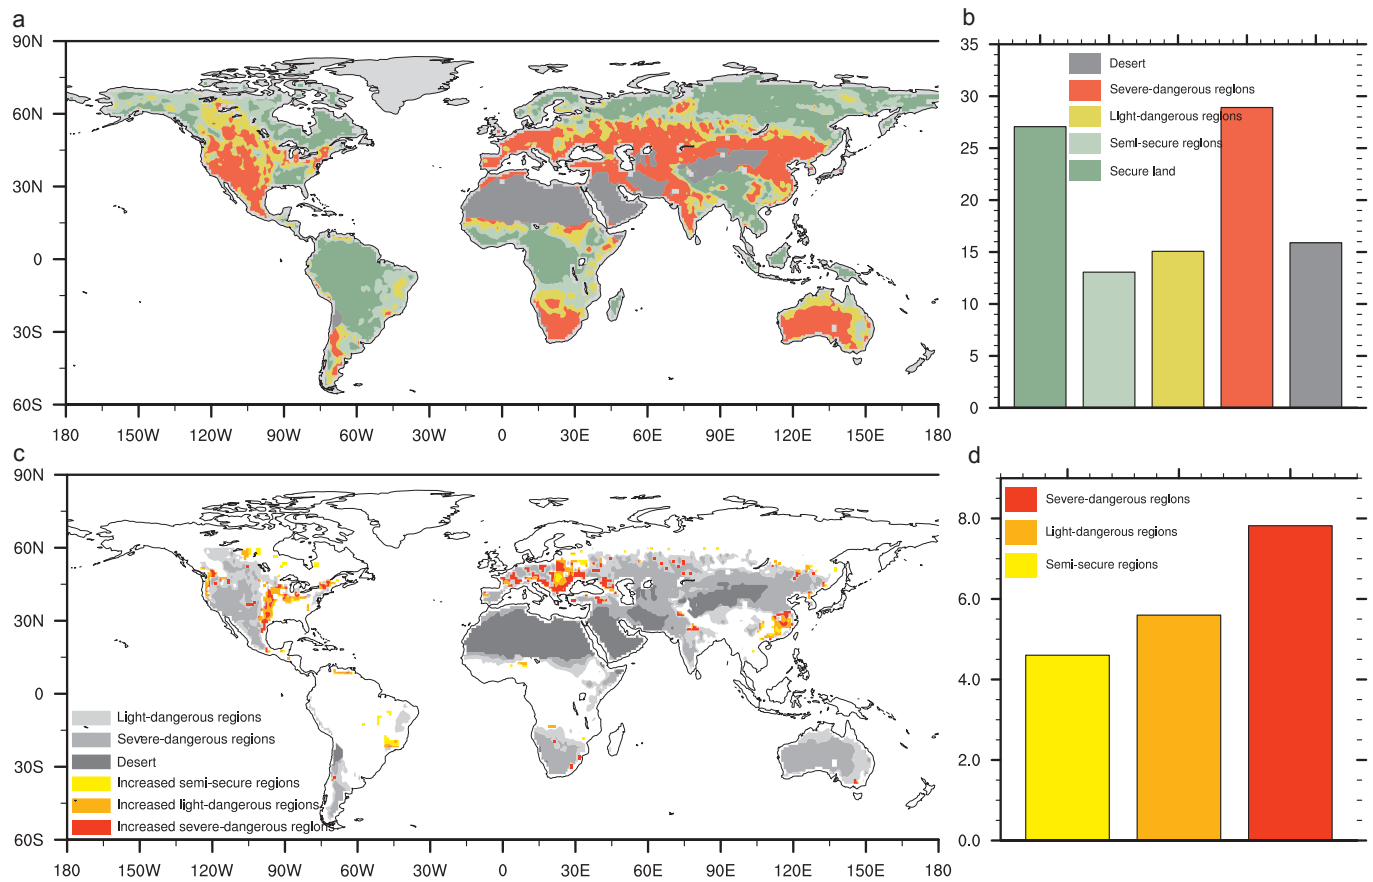 a
90N
60N
30N
0
30S
60S
180 150W 120W 90W 60W 30W 0 30E 60E 90E 120E 150E 180
b
35
30
25
20
15
10
5
0
Desert
Severe-dangerous regions
Light-dangerous regions
Semi-secure regions
Secure land
c
90N
60N
30N
0
30S
60S
Light-dangerous regions
Severe-dangerous regions
Desert
Increased semi-secure regions
Increased light-dangerous regions
Increased severe-dangerous regions
180 150W 120W 90W 60W 30W 0 30E 60E 90E 120E 150E 180
d
8.0
6.0
4.0
2.0
0.0
Severe-dangerous regions
Light-dangerous regions
Semi-secure regions